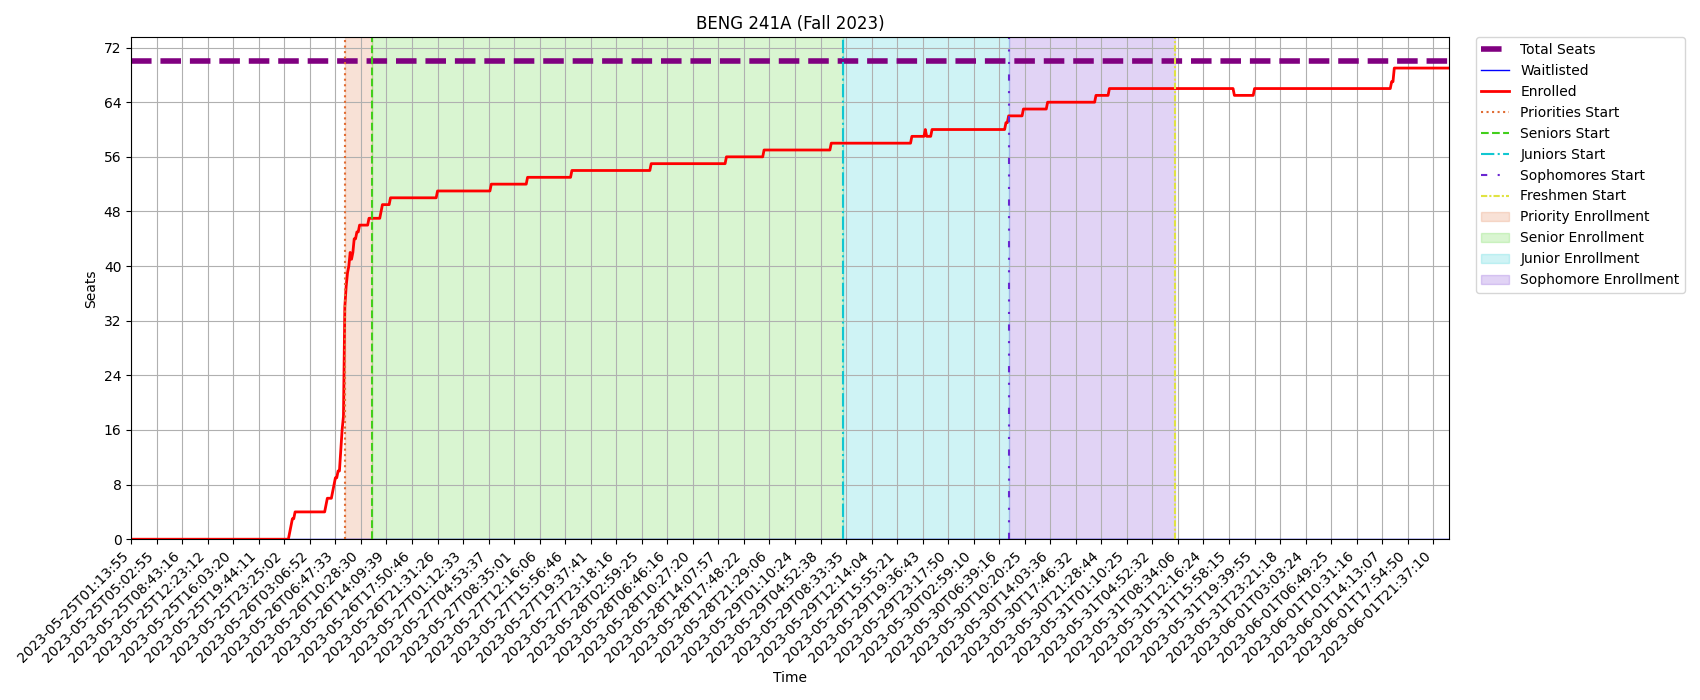 BENG 241A (Fall 2023)
Seats
72
64
56
48
40
32
24
16
8
0
2023-05-25T01:13:55
2023-05-25T05:02:55
2023-05-25T08:43:16
2023-05-25T12:23:12
2023-05-25T16:03:20
2023-05-25T19:44:11
2023-05-25T23:25:02
2023-05-26T03:06:52
2023-05-26T06:47:33
2023-05-26T10:28:30
2023-05-26T14:09:39
2023-05-26T17:50:46
2023-05-26T21:31:26
2023-05-27T01:12:33
2023-05-27T04:53:37
2023-05-27T08:35:01
2023-05-27T12:16:06
2023-05-27T15:56:46
2023-05-27T19:37:41
2023-05-27T23:18:16
2023-05-28T02:59:25
2023-05-28T06:46:16
2023-05-28T10:27:20
2023-05-28T14:07:57
2023-05-28T17:48:22
2023-05-28T21:29:06
2023-05-29T01:10:24
2023-05-29T04:52:38
2023-05-29T08:33:35
2023-05-29T12:14:04
2023-05-29T15:55:21
2023-05-29T19:36:43
2023-05-29T23:17:50
2023-05-30T02:59:10
2023-05-30T06:39:16
2023-05-30T10:20:25
2023-05-30T14:03:36
2023-05-30T17:46:32
2023-05-30T21:28:44
2023-05-31T01:10:25
2023-05-31T04:52:32
2023-05-31T08:34:06
2023-05-31T12:16:24
2023-05-31T15:58:15
2023-05-31T19:39:55
2023-05-31T23:21:18
2023-06-01T03:03:24
2023-06-01T06:49:25
2023-06-01T10:31:16
2023-06-01T14:13:07
2023-06-01T17:54:50
2023-06-01T21:37:10
Time
Total Seats
Waitlisted
Enrolled
Priorities Start
Seniors Start
Juniors Start
Sophomores Start
Freshmen Start
Priority Enrollment
Senior Enrollment
Junior Enrollment
Sophomore Enrollment